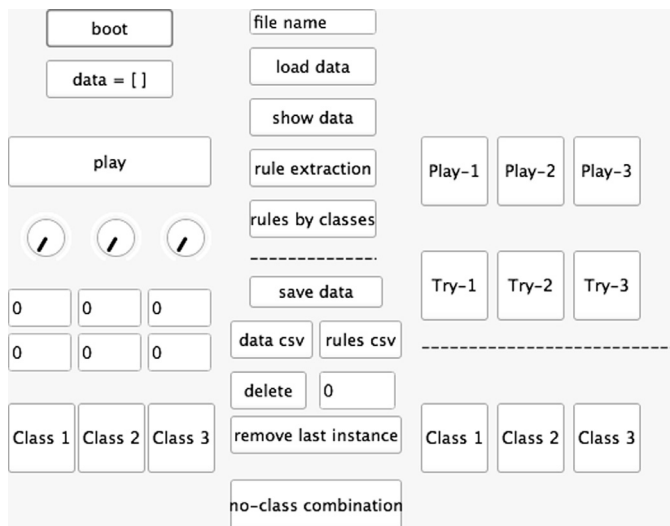 boot
data = [ ]
play
0 0 0
0 0 0
Class 1 Class 2 Class 3
file name
load data
show data
rule extraction
rules by classes
save data
data csv rules csv
delete 0
remove last instance
no-class combination
Play-1 Play-2 Play-3
Try-1 Try-2 Try-3
Class 1 Class 2 Class 3